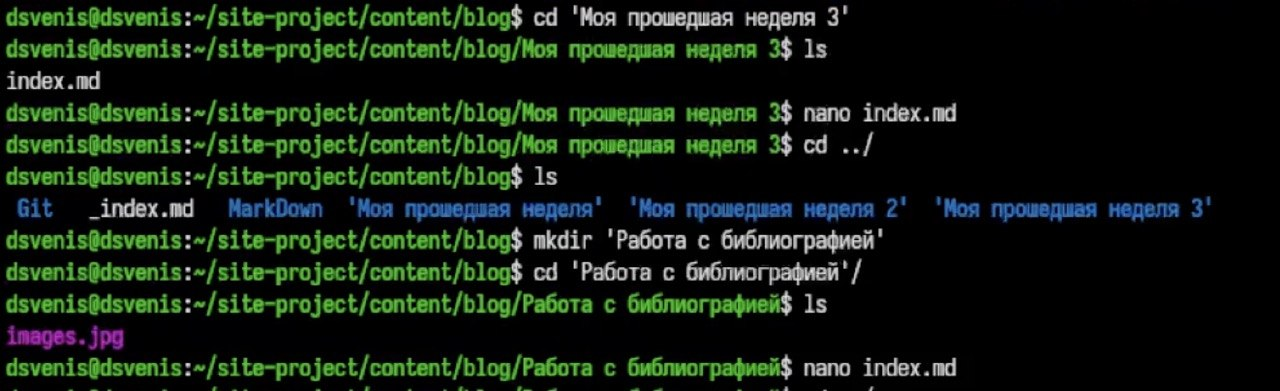 dsvenis@dsvenis:~/site-project/content/blog$ cd 'Моя прошедшая неделя 3'
dsvenis@dsvenis:~/site-project/content/blog/Моя прошедшая неделя 3$ ls
index.md
dsvenis@dsvenis:~/site-project/content/blog/Моя прошедшая неделя 3$ nano index.md
dsvenis@dsvenis:~/site-project/content/blog/Моя прошедшая неделя 3$ cd ../
dsvenis@dsvenis:~/site-project/content/blog$ ls
Git _index.md MarkDown 'Моя прошедшая неделя' 'Моя прошедшая неделя 2' 'Моя прошедшая неделя 3'
dsvenis@dsvenis:~/site-project/content/blog$ mkdir 'Работа с библиографией'
dsvenis@dsvenis:~/site-project/content/blog$ cd 'Работа с библиографией'/
dsvenis@dsvenis:~/site-project/content/blog/Работа с библиографией$ ls
images.jpg
dsvenis@dsvenis:~/site-project/content/blog/Работа с библиографией$ nano index.md